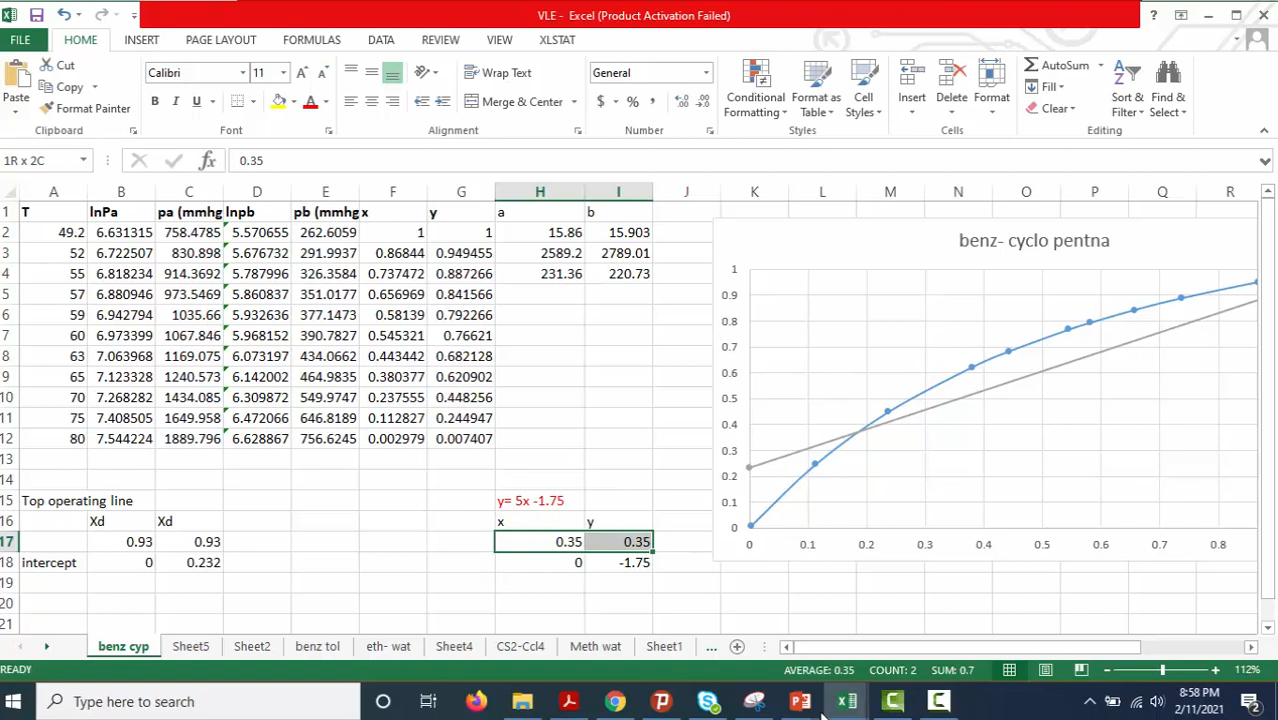 VLE - Excel (Product Activation Failed)
FILE HOME INSERT PAGE LAYOUT FORMULAS DATA REVIEW VIEW XLSTAT
Paste Cut Copy Format Painter
Calibri 11
Wrap Text
Merge & Center
General
Conditional Formatting
Format as Table
Cell Styles
Insert Delete Format
AutoSum
Fill
Clear
Sort & Filter
Find & Select
Clipboard Font Alignment Number Styles Cells Editing
1R x 2C 0.35
A B C D E F G H I J K L M N O P Q R
1 T lnPa pa (mmhg lnpb pb (mmhg x y a b
2 49.2 6.631315 758.4785 5.570655 262.6059 1 1 15.86 15.903
3 52 6.722507 830.898 5.676732 291.9937 0.86844 0.949455 2589.2 2789.01
4 55 6.818234 914.3692 5.787996 326.3584 0.737472 0.887266 231.36 220.73
5 57 6.880946 973.5469 5.860837 351.0177 0.656969 0.841566
6 59 6.942794 1035.66 5.932636 377.1473 0.58139 0.792266
7 60 6.973399 1067.846 5.968152 390.7827 0.545321 0.76621
8 63 7.063968 1169.075 6.073197 434.0662 0.443442 0.682128
9 65 7.123328 1240.573 6.142002 464.9835 0.380377 0.620902
10 70 7.268282 1434.085 6.309872 549.9747 0.237555 0.448256
11 75 7.408505 1649.958 6.472066 646.8189 0.112827 0.244947
12 80 7.544224 1889.796 6.628867 756.6245 0.002979 0.007407
13
14
15 Top operating line y= 5x -1.75
16 Xd Xd x y
17 0.93 0.93 0.35 0.35
18 intercept 0 0.232 0 -1.75
19
20
21
benz- cyclo pentna
1
0.9
0.8
0.7
0.6
0.5
0.4
0.3
0.2
0.1
0
0 0.1 0.2 0.3 0.4 0.5 0.6 0.7 0.8
benz cyp Sheet5 Sheet2 benz tol eth- wat Sheet4 CS2-Ccl4 Meth wat Sheet1 ...
READY AVERAGE: 0.35 COUNT: 2 SUM: 0.7 112%
Type here to search
8:58 PM
2/11/2021
2